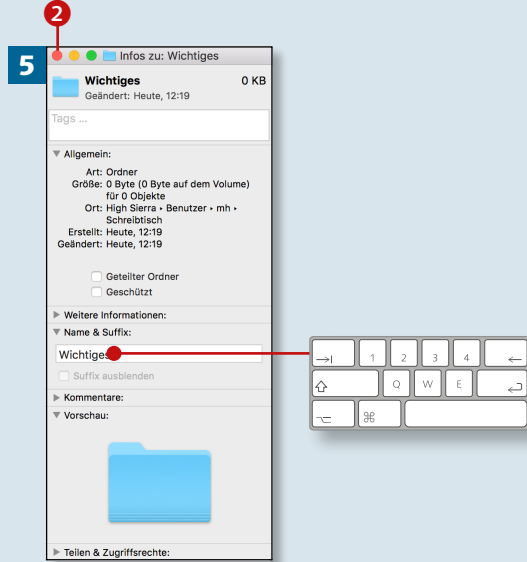 2
5
Infos zu: Wichtiges
Wichtiges 0 KB
Geändert: Heute, 12:19
Tags ...
Allgemein:
Art: Ordner
Größe: 0 Byte (0 Byte auf dem Volume)
für 0 Objekte
Ort: High Sierra ▸ Benutzer ▸ mh ▸
Schreibtisch
Erstellt: Heute, 12:19
Geändert: Heute, 12:19
Geteilter Ordner
Geschützt
Weitere Informationen:
Name & Suffix:
Wichtiges
Suffix ausblenden
Kommentare:
Vorschau:
Teilen & Zugriffsrechte:
1 2 3 4
Q W E
⌥ ⌘